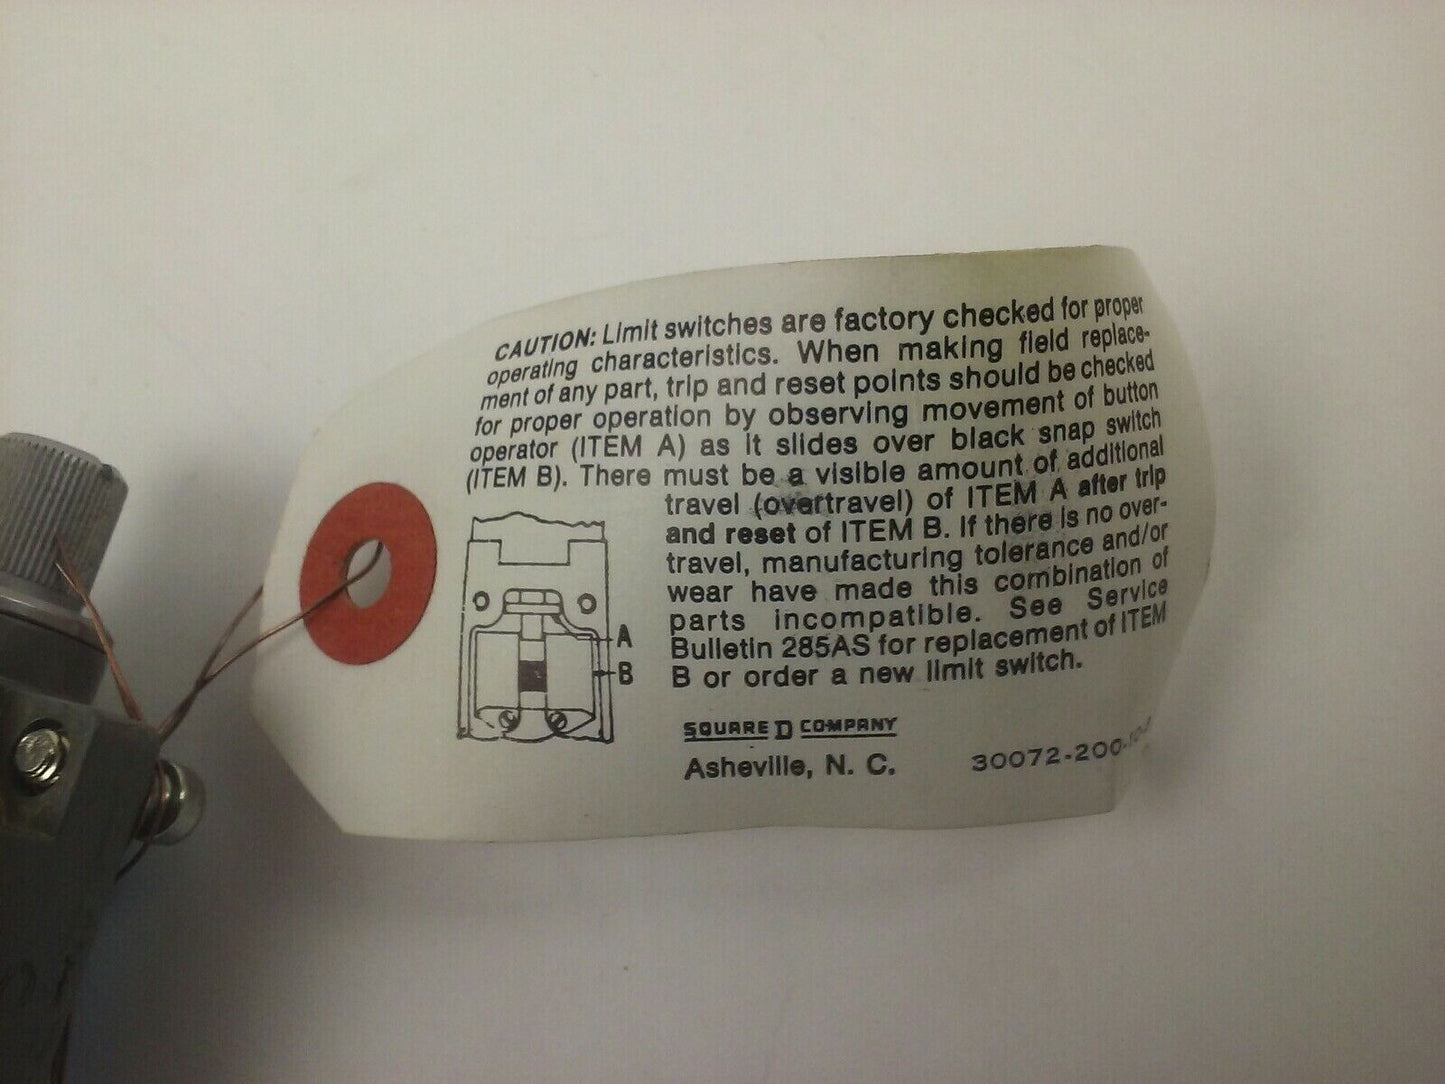 CAUTION: Limit switches are factory checked for proper
operating characteristics. When making field replace-
ment of any part, trip and reset points should be checked
for proper operation by observing movement of button
operator (ITEM A) as it slides over black snap switch
(ITEM B). There must be a visible amount of additional
travel (overtravel) of ITEM A after trip
and reset of ITEM B. If there is no over-
travel, manufacturing tolerance and/or
wear have made this combination of
parts incompatible. See Service
Bulletin 285AS for replacement of ITEM
B or order a new limit switch.
A
B
SQUARE D COMPANY
Asheville, N. C.
30072-200